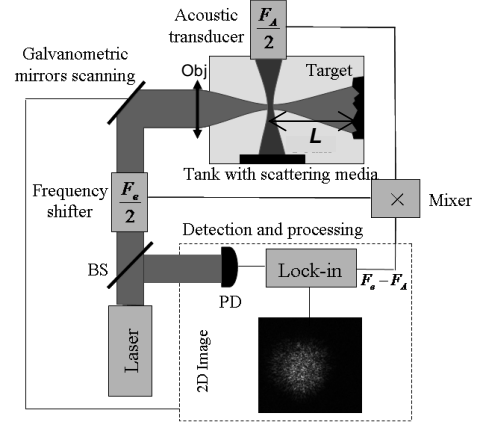 Acoustic
transducer
F_A
2
Galvanometric
mirrors scanning
Obj
Target
L
Tank with scattering media
Frequency
shifter
F_e
2
×
Mixer
Detection and processing
BS
PD
Lock-in
F_e – F_A
Laser
2D Image